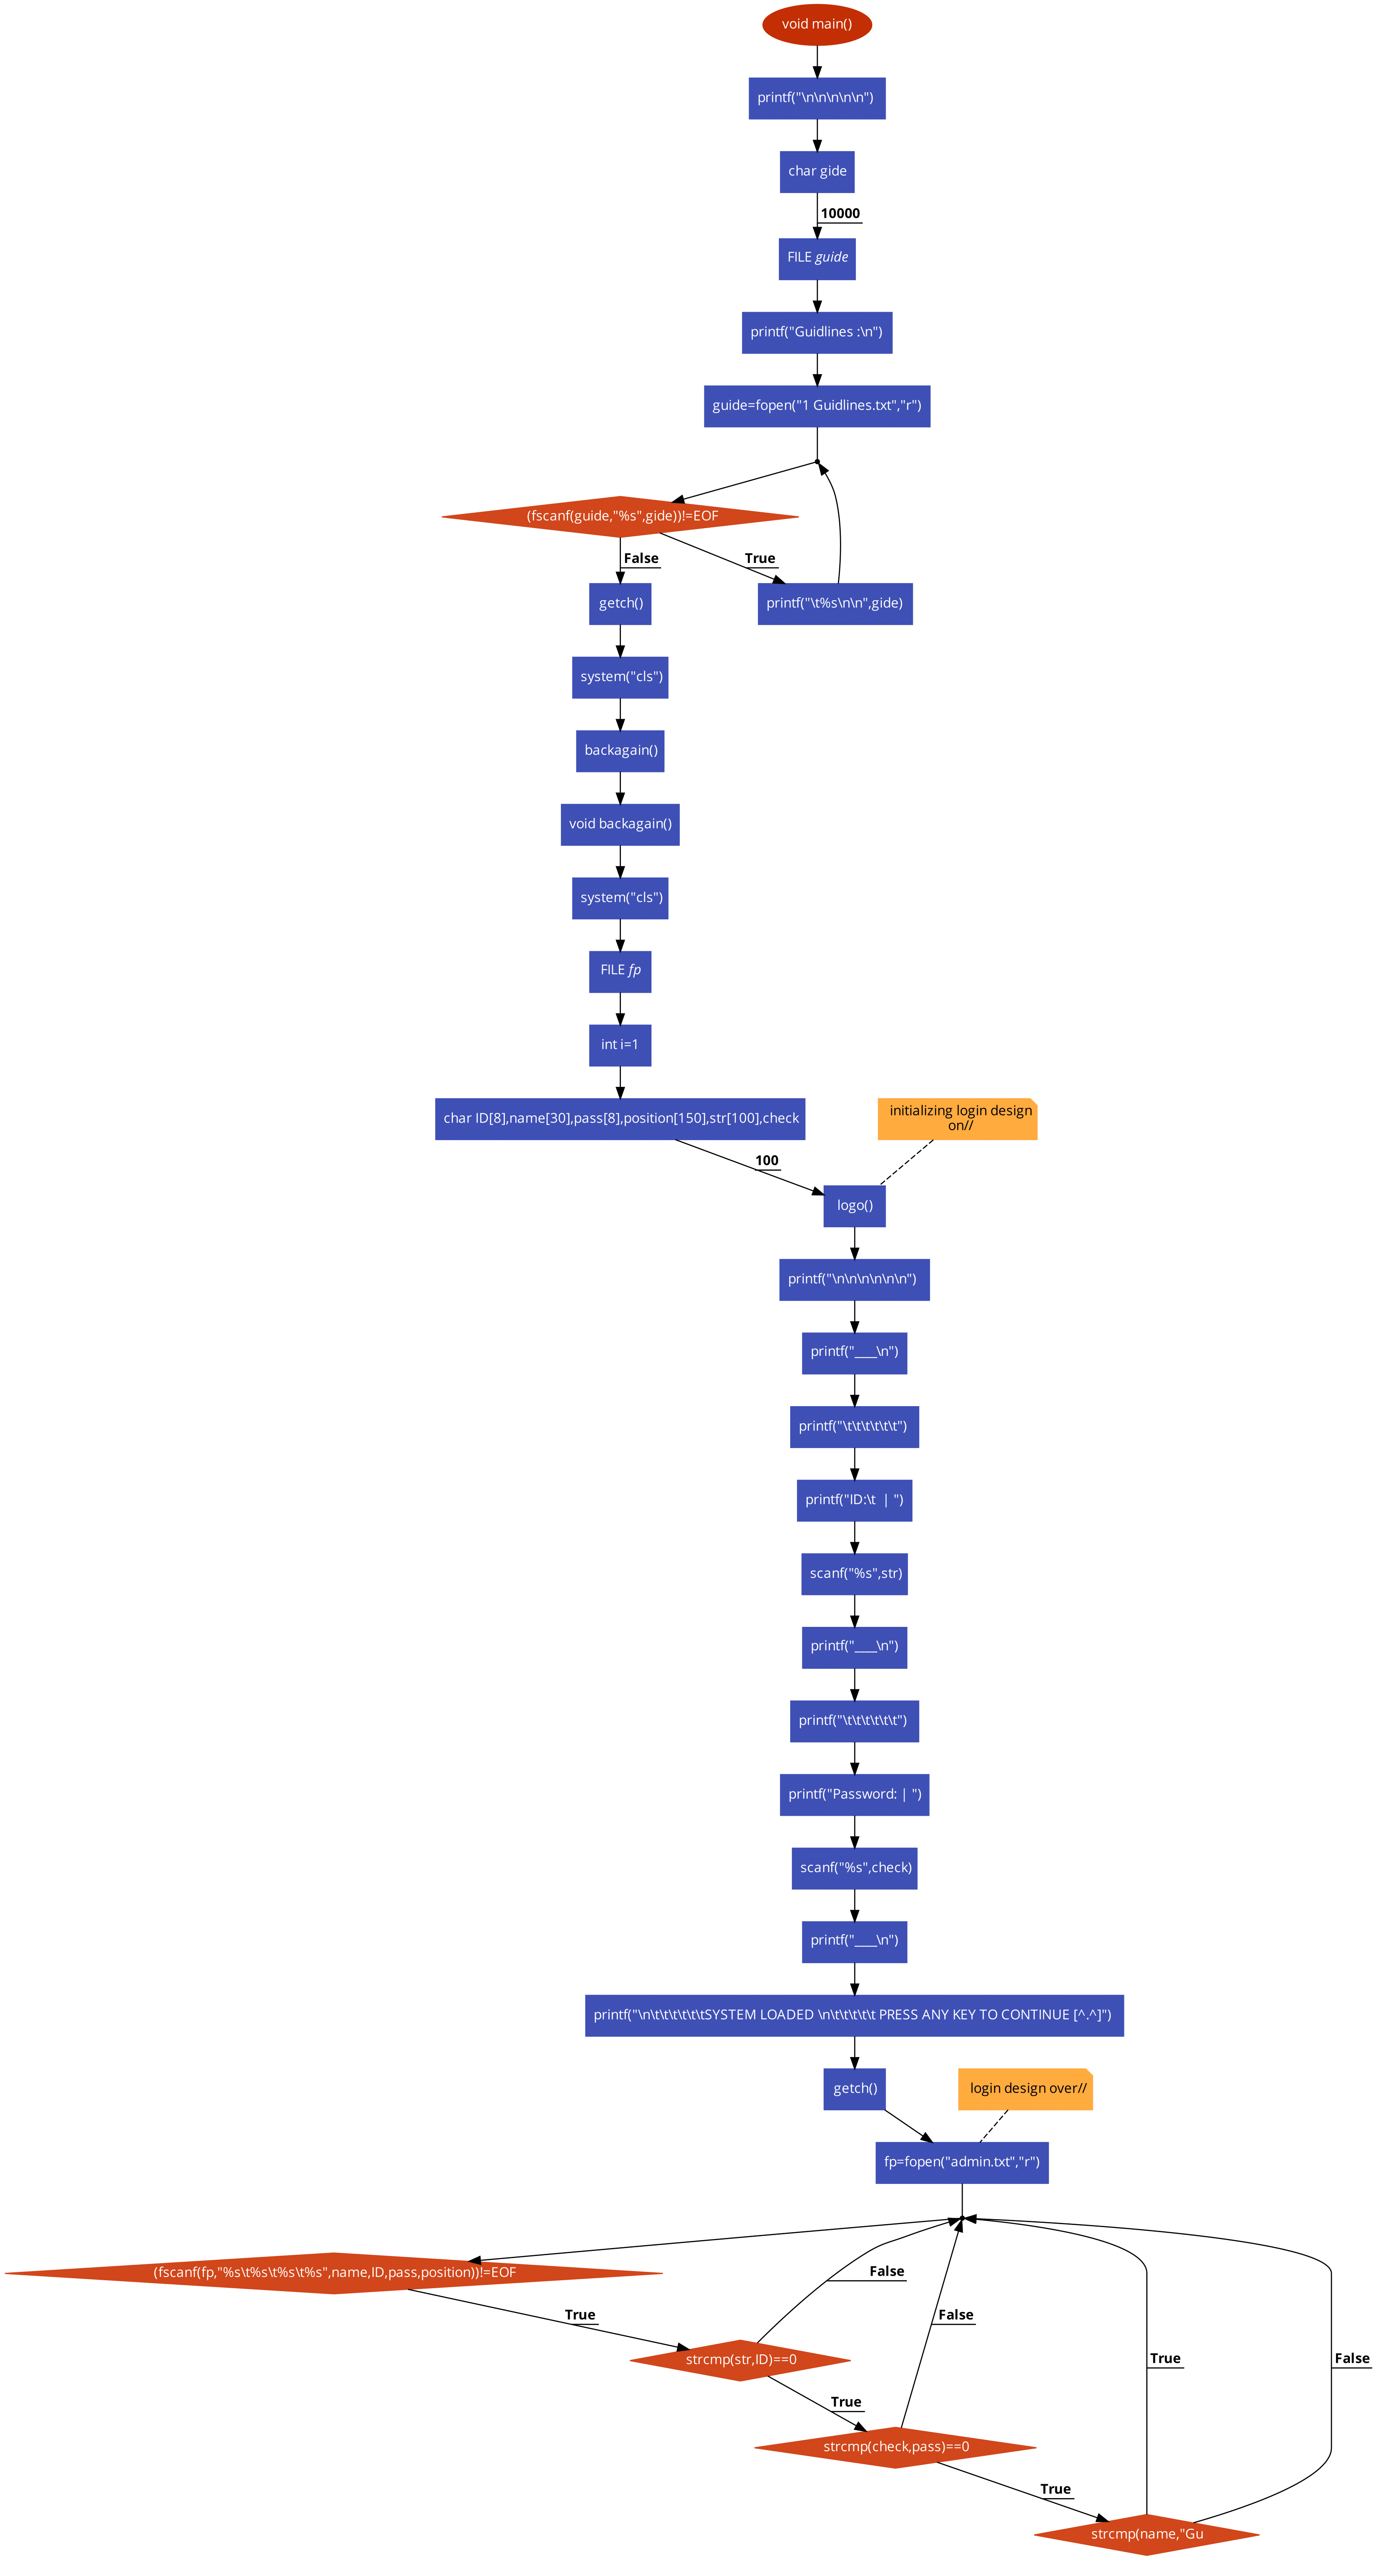 void main()
printf("\n\n\n\n\n")
char gide
10000
FILE guide
printf("Guidlines :\n")
guide=fopen("1 Guidlines.txt","r")
(fscanf(guide,"%s",gide))!=EOF
False
True
getch()
printf("\t%s\n\n",gide)
system("cls")
backagain()
void backagain()
system("cls")
FILE fp
int i=1
char ID[8],name[30],pass[8],position[150],str[100],check
initializing login design
on//
100
logo()
printf("\n\n\n\n\n\n")
printf("____\n")
printf("\t\t\t\t\t\t")
printf("ID:\t | ")
scanf("%s",str)
printf("____\n")
printf("\t\t\t\t\t\t")
printf("Password: | ")
scanf("%s",check)
printf("____\n")
printf("\n\t\t\t\t\t\tSYSTEM LOADED \n\t\t\t\t\t PRESS ANY KEY TO CONTINUE [^.^]")
getch()
login design over//
fp=fopen("admin.txt","r")
(fscanf(fp,"%s\t%s\t%s\t%s",name,ID,pass,position))!=EOF
False
True
False
strcmp(str,ID)==0
True
False
True
strcmp(check,pass)==0
True
strcmp(name,"Gu